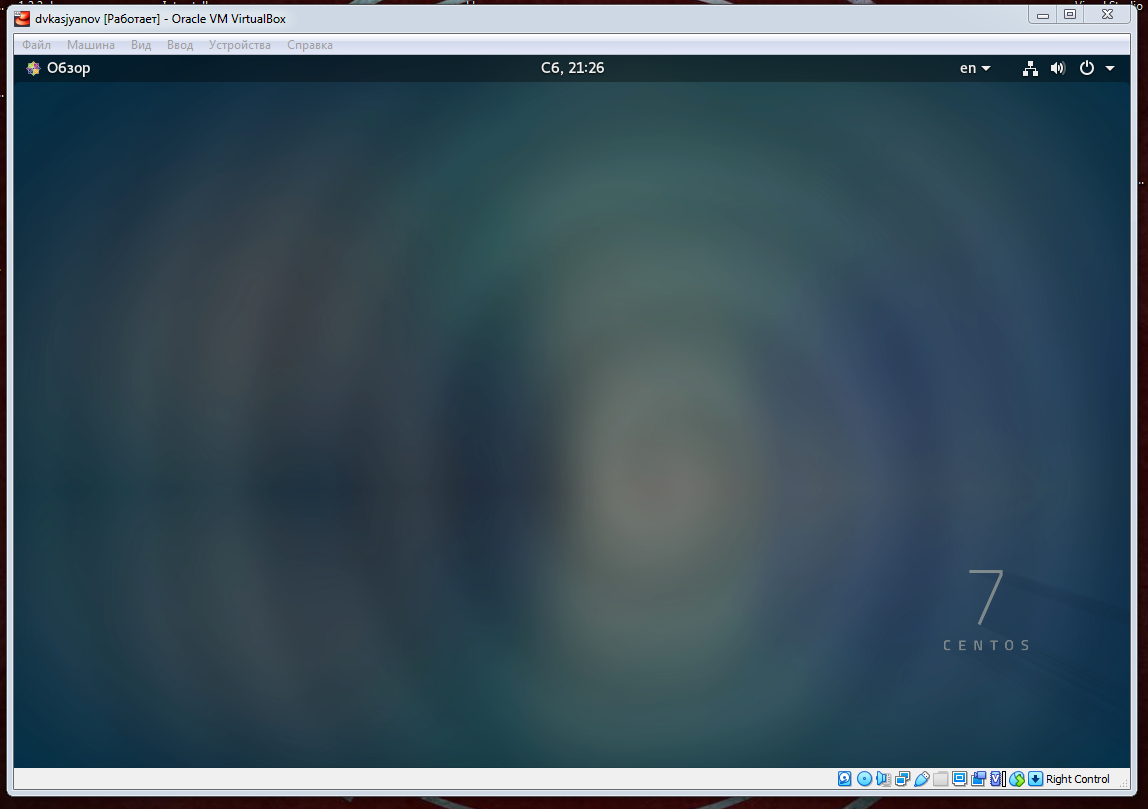 dvkasjyanov [Работает] - Oracle VM VirtualBox
Файл Машина Вид Ввод Устройства Справка
Обзор Сб, 21:26 en
7
CENTOS
Right Control